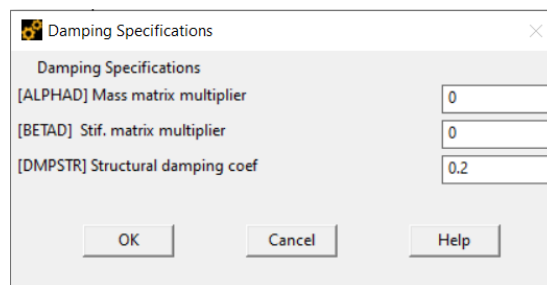 Damping Specifications
Damping Specifications
[ALPHAD] Mass matrix multiplier 0
[BETAD]  Stif. matrix multiplier 0
[DMPSTR] Structural damping coef 0.2
OK Cancel Help